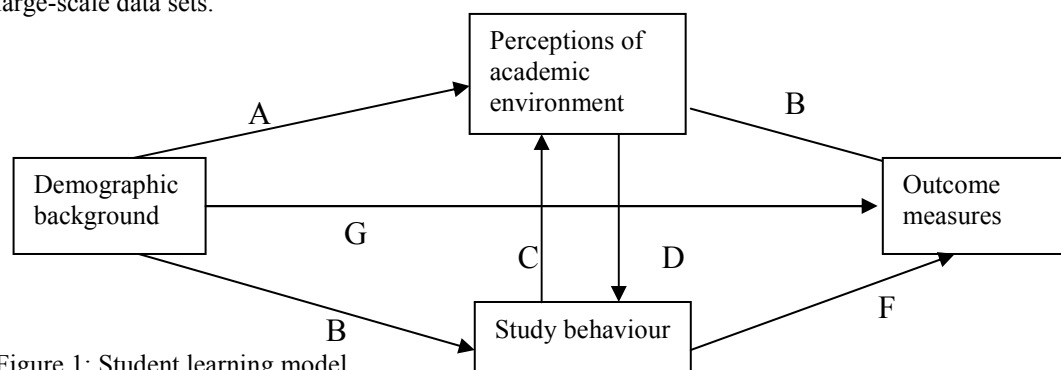 large-scale data sets.
Perceptions of
academic
environment
B
A
Demographic
background
Outcome
measures
G
C
D
F
B
Study behaviour
Figure 1: Student learning model